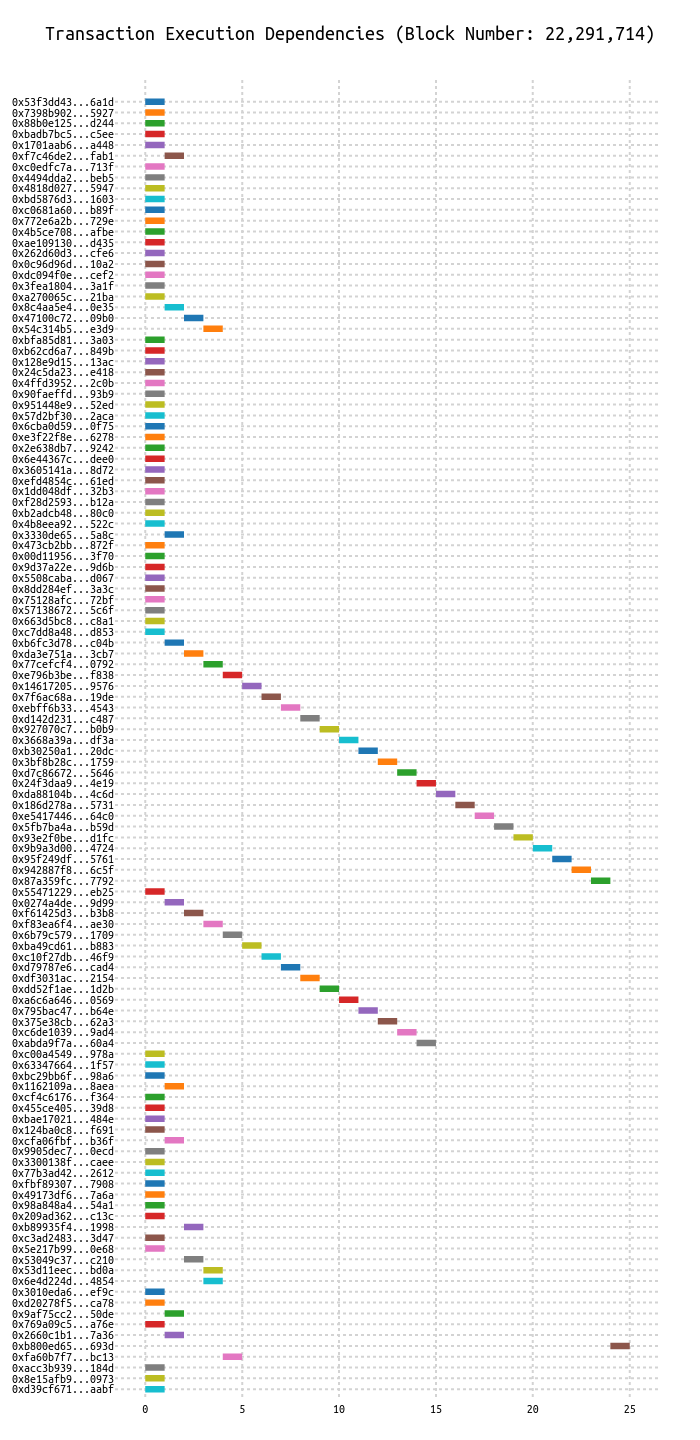 Transaction Execution Dependencies (Block Number: 22,291,714)
0x53f3dd43...6a1d
0x7398b902...5927
0x88b0e125...d244
0xbadb7bc5...c5ee
0x1701aab6...a448
0xf7c46de2...fab1
0xc0edfc7a...713f
0x4494dda2...beb5
0x4818d027...5947
0xbd5876d3...1603
0xc0681a60...b89f
0x772e6a2b...729e
0x4b5ce708...afbe
0xae109130...d435
0x262d60d3...cfe6
0x0c96d96d...10a2
0xdc094f0e...cef2
0x3fea1804...3a1f
0xa270065c...21ba
0x8c4aa5e4...0e35
0x47100c72...09b0
0x54c314b5...e3d9
0xbfa85d81...3a03
0xb62cd6a7...849b
0x128e9d15...13ac
0x24c5da23...e418
0x4ffd3952...2c0b
0x90faeffd...93b9
0x951448e9...52ed
0x57d2bf30...2aca
0x6cba0d59...0f75
0xe3f22f8e...6278
0x2e638db7...9242
0x6e44367c...dee0
0x3605141a...8d72
0xefd4854c...61ed
0x1dd048df...32b3
0xf28d2593...b12a
0xb2adcb48...80c0
0x4b8eea92...522c
0x3330de65...5a8c
0x473cb2bb...872f
0x00d11956...3f70
0x9d37a22e...9d6b
0x5508caba...d067
0x8dd284ef...3a3c
0x75128afc...72bf
0x57138672...5c6f
0x663d5bc8...c8a1
0xc7dd8a48...d853
0xb6fc3d78...c04b
0xda3e751a...3cb7
0x77cefcf4...0792
0xe796b3be...f838
0x14617205...9576
0x7f6ac68a...19de
0xebff6b33...4543
0xd142d231...c487
0x927070c7...b0b9
0x3668a39a...df3a
0xb30250a1...20dc
0x3bf8b28c...1759
0xd7c86672...5646
0x24f3daa9...4e19
0xda88104b...4c6d
0x186d278a...5731
0xe5417446...64c0
0x5fb7ba4a...b59d
0x93e2f0be...d1fc
0x9b9a3d00...4724
0x95f249df...5761
0x942887f8...6c5f
0x87a359fc...7792
0x55471229...eb25
0x0274a4de...9d99
0xf61425d3...b3b8
0xf83ea6f4...ae30
0x6b79c579...1709
0xba49cd61...b883
0xc10f27db...46f9
0xd79787e6...cad4
0xdf3031ac...2154
0xdd52f1ae...1d2b
0xa6c6a646...0569
0x795bac47...b64e
0x375e38cb...62a3
0xc6de1039...9ad4
0xabda9f7a...60a4
0xc00a4549...978a
0x63347664...1f57
0xbc29bb6f...98a6
0x1162109a...8aea
0xcf4c6176...f364
0x455ce405...39d8
0xbae17021...484e
0x124ba0c8...f691
0xcfa06fbf...b36f
0x9905dec7...0ecd
0x3300138f...caee
0x77b3ad42...2612
0xfbf89307...7908
0x49173df6...7a6a
0x98a848a4...54a1
0x209ad362...c13c
0xb89935f4...1998
0xc3ad2483...3d47
0x5e217b99...0e68
0x53049c37...c210
0x53d11eec...bd0a
0x6e4d224d...4854
0x3010eda6...ef9c
0xd20278f5...ca78
0x9af75cc2...50de
0x769a09c5...a76e
0x2660c1b1...7a36
0xb800ed65...693d
0xfa60b7f7...bc13
0xacc3b939...184d
0x8e15afb9...0973
0xd39cf671...aabf
0 5 10 15 20 25